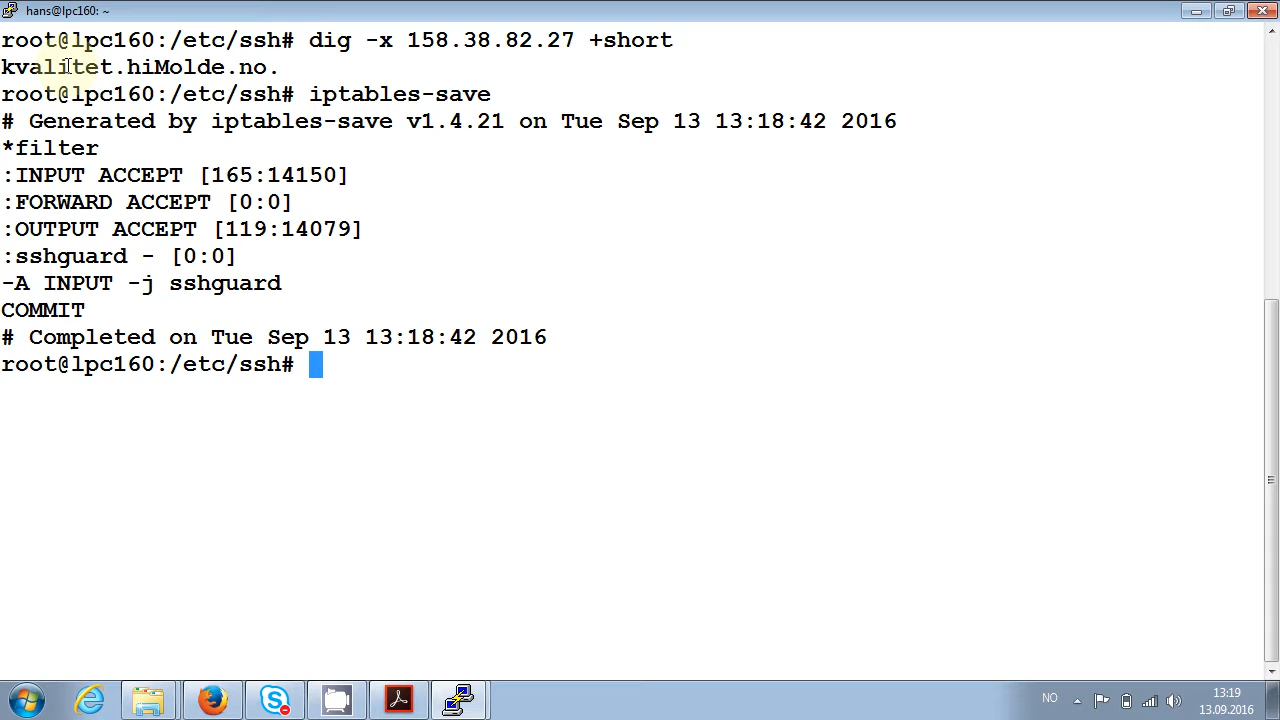 hans@lpc160: ~
root@lpc160:/etc/ssh# dig -x 158.38.82.27 +short
kvalitet.hiMolde.no.
root@lpc160:/etc/ssh# iptables-save
# Generated by iptables-save v1.4.21 on Tue Sep 13 13:18:42 2016
*filter
:INPUT ACCEPT [165:14150]
:FORWARD ACCEPT [0:0]
:OUTPUT ACCEPT [119:14079]
:sshguard - [0:0]
-A INPUT -j sshguard
COMMIT
# Completed on Tue Sep 13 13:18:42 2016
root@lpc160:/etc/ssh#
NO
13:19
13.09.2016